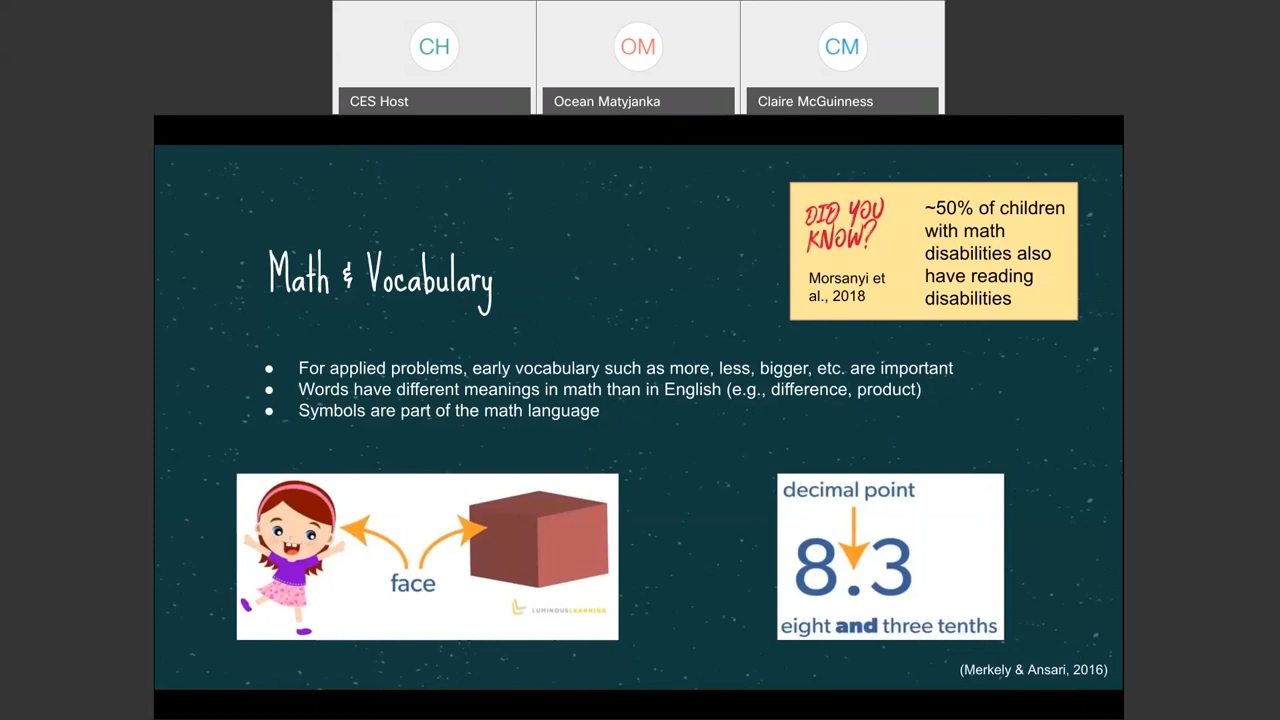 CH
OM
CM
CES Host
Ocean Matyjanka
Claire McGuinness
DID YOU
KNOW?
Morsanyi et
al., 2018
~50% of children
with math
disabilities also
have reading
disabilities
Math & Vocabulary
● For applied problems, early vocabulary such as more, less, bigger, etc. are important
● Words have different meanings in math than in English (e.g., difference, product)
● Symbols are part of the math language
face
LUMINOUSLEARNING
decimal point
8.3
eight and three tenths
(Merkely & Ansari, 2016)